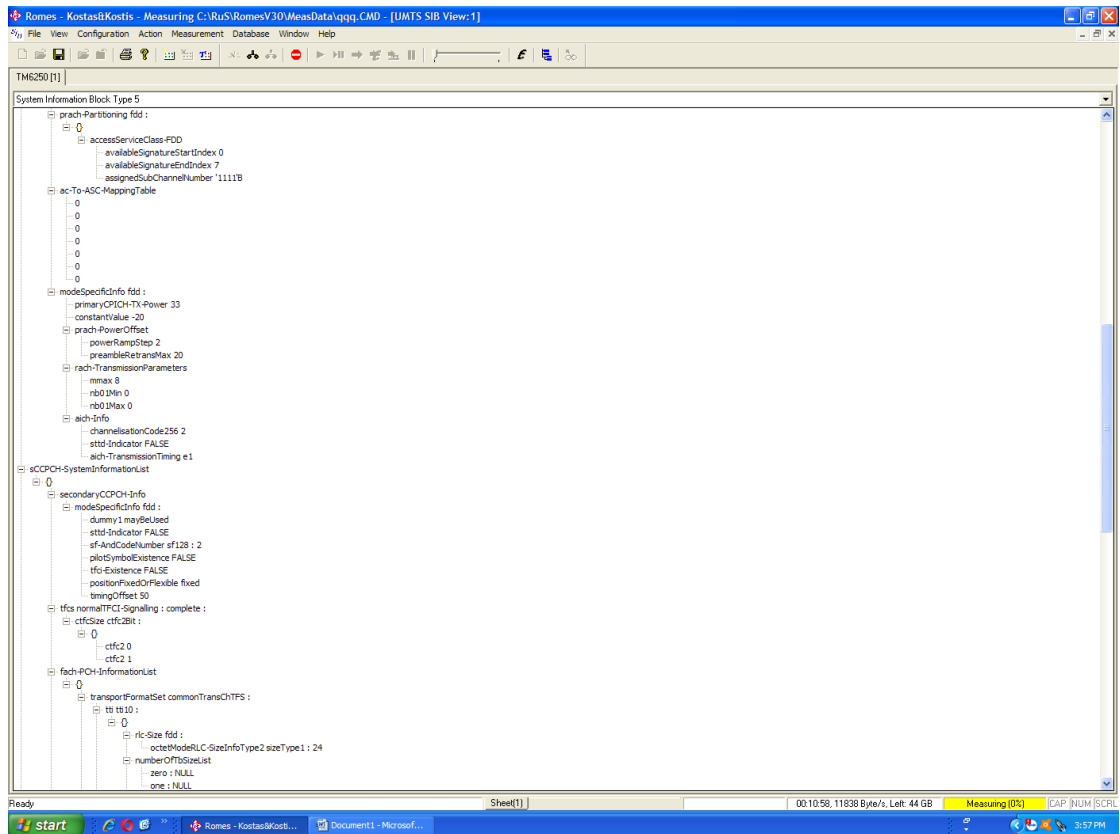 Romes - Kostas&Kostis - Measuring C:\RuS\RomesV30\MeasData\qqq.CMD - [UMTS SIB View:1]
File View Configuration Action Measurement Database Window Help
TM6250 [1]
System Information Block Type 5
prach-Partitioning fdd :
{}
accessServiceClass-FDD
availableSignatureStartIndex 0
availableSignatureEndIndex 7
assignedSubChannelNumber '1111'B
ac-To-ASC-MappingTable
0
0
0
0
0
0
0
modeSpecificInfo fdd :
primaryCPICH-TX-Power 33
constantValue -20
prach-PowerOffset
powerRampStep 2
preambleRetransMax 20
rach-TransmissionParameters
mmax 8
nb01Min 0
nb01Max 0
aich-Info
channelisationCode256 2
sttd-Indicator FALSE
aich-TransmissionTiming e1
sCCPCH-SystemInformationList
{}
secondaryCCPCH-Info
modeSpecificInfo fdd :
dummy1 mayBeUsed
sttd-Indicator FALSE
sf-AndCodeNumber sf128 : 2
pilotSymbolExistence FALSE
tfci-Existence FALSE
positionFixedOrFlexible fixed
timingOffset 50
tfcs normalTFCI-Signalling : complete :
ctfcSize ctfc2Bit :
{}
ctfc2 0
ctfc2 1
fach-PCH-InformationList
{}
transportFormatSet commonTransChTFS :
tti tti10 :
{}
rlc-Size fdd :
octetModeRLC-SizeInfoType2 sizeType1 : 24
numberOfTbSizeList
zero : NULL
one : NULL
Ready Sheet(1) 00:10:58, 11838 Byte/s, Left: 44 GB Measuring (0%) CAP NUM SCRL
start Romes - Kostas&Kosti... Document1 - Microsof... 3:57 PM